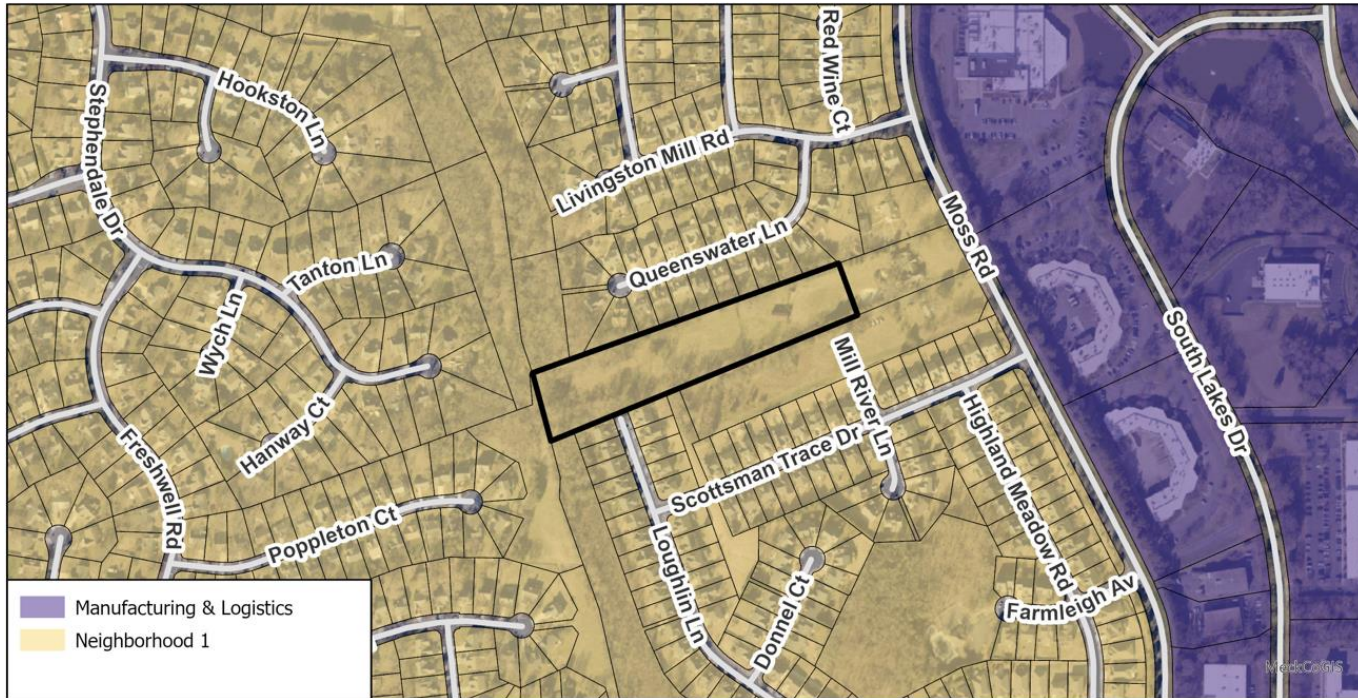 Red Wine Ct
Hookston Ln
Stephendale Dr
Livingston Mill Rd
Moss Rd
Queenswater Ln
Tanton Ln
Wych Ln
South Lakes Dr
Mill River Ln
Hanway Ct
Freshwell Rd
Highland Meadow Rd
Scottsman Trace Dr
Poppleton Ct
Loughlin Ln
Donnel Ct
Farmleigh Av
Manufacturing & Logistics
Neighborhood 1
MeckCoGIS